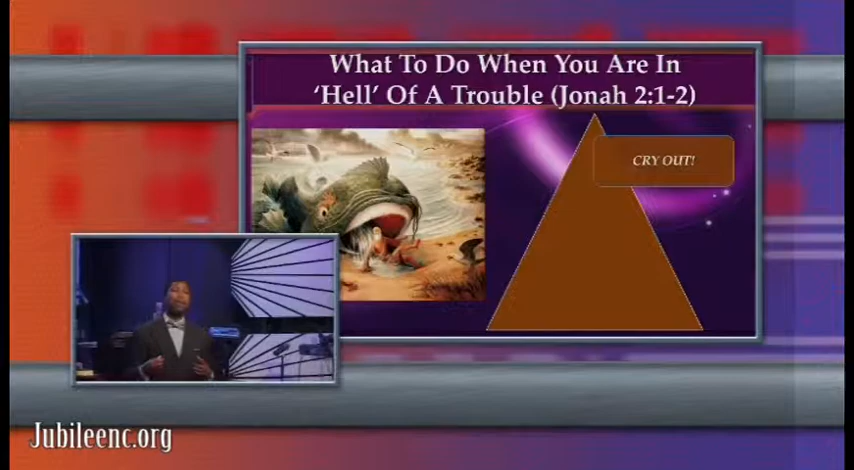 What To Do When You Are In
‘Hell’ Of A Trouble (Jonah 2:1-2)
CRY OUT!
Jubileenc.org